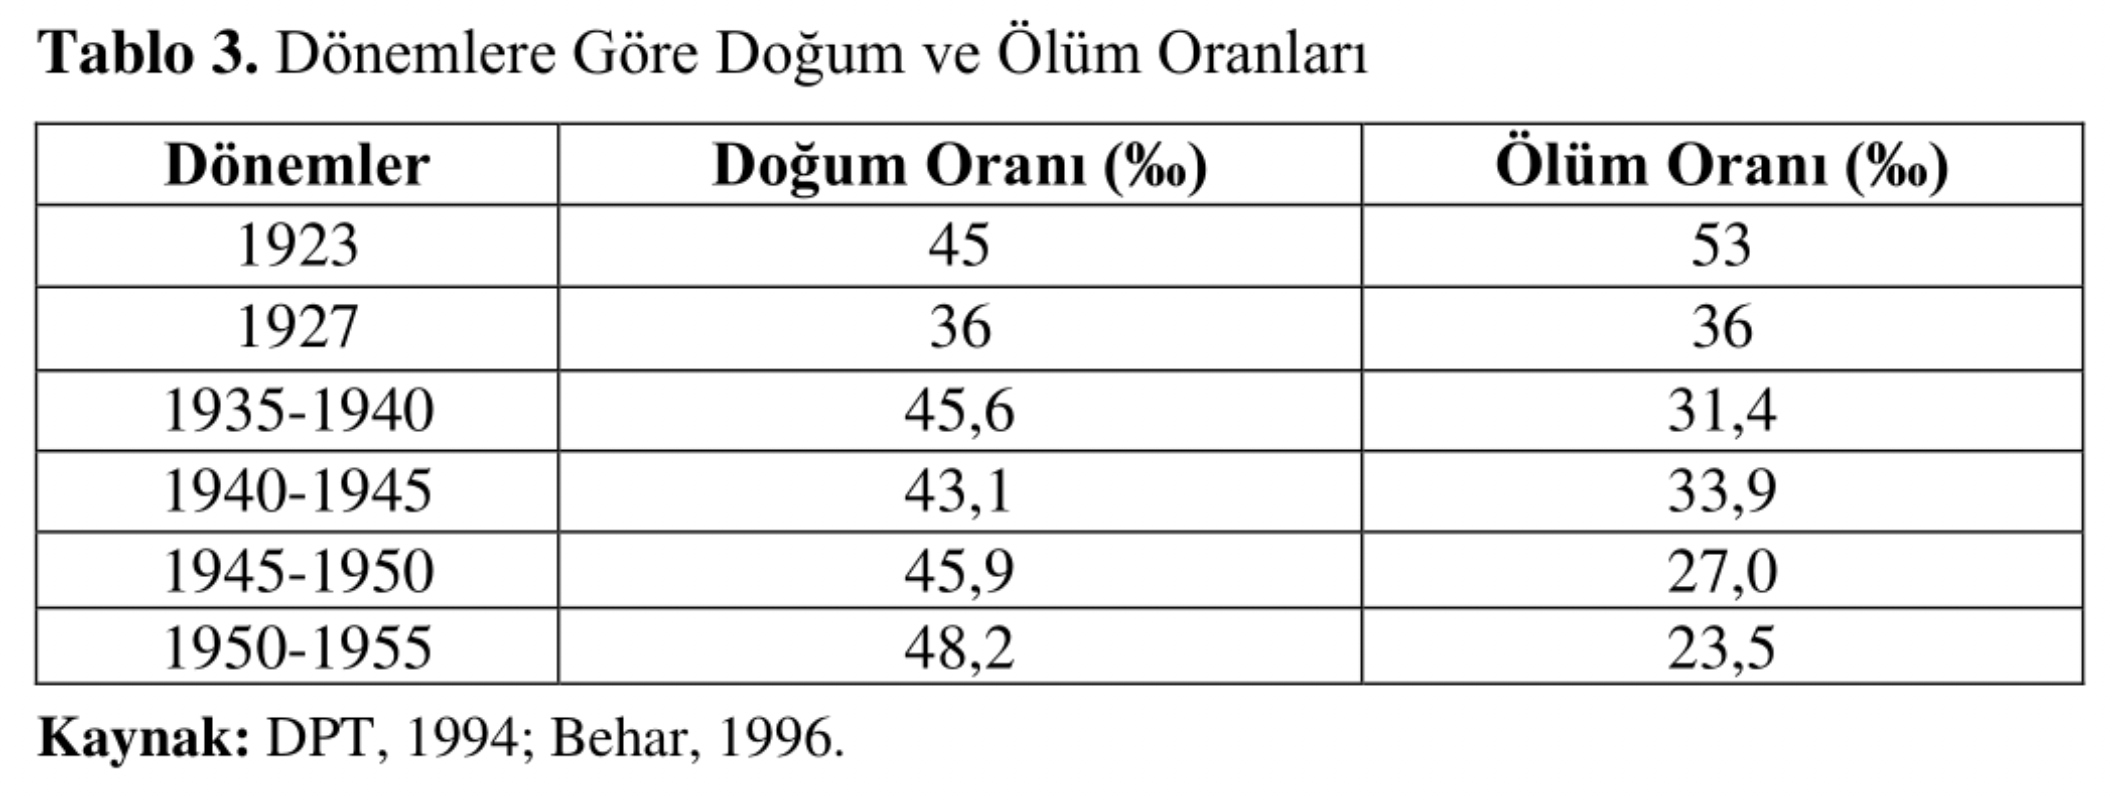 Tablo 3. Dönemlere Göre Doğum ve Ölüm Oranları
Dönemler Doğum Oranı (‰) Ölüm Oranı (‰)
1923 45 53
1927 36 36
1935-1940 45,6 31,4
1940-1945 43,1 33,9
1945-1950 45,9 27,0
1950-1955 48,2 23,5
Kaynak: DPT, 1994; Behar, 1996.